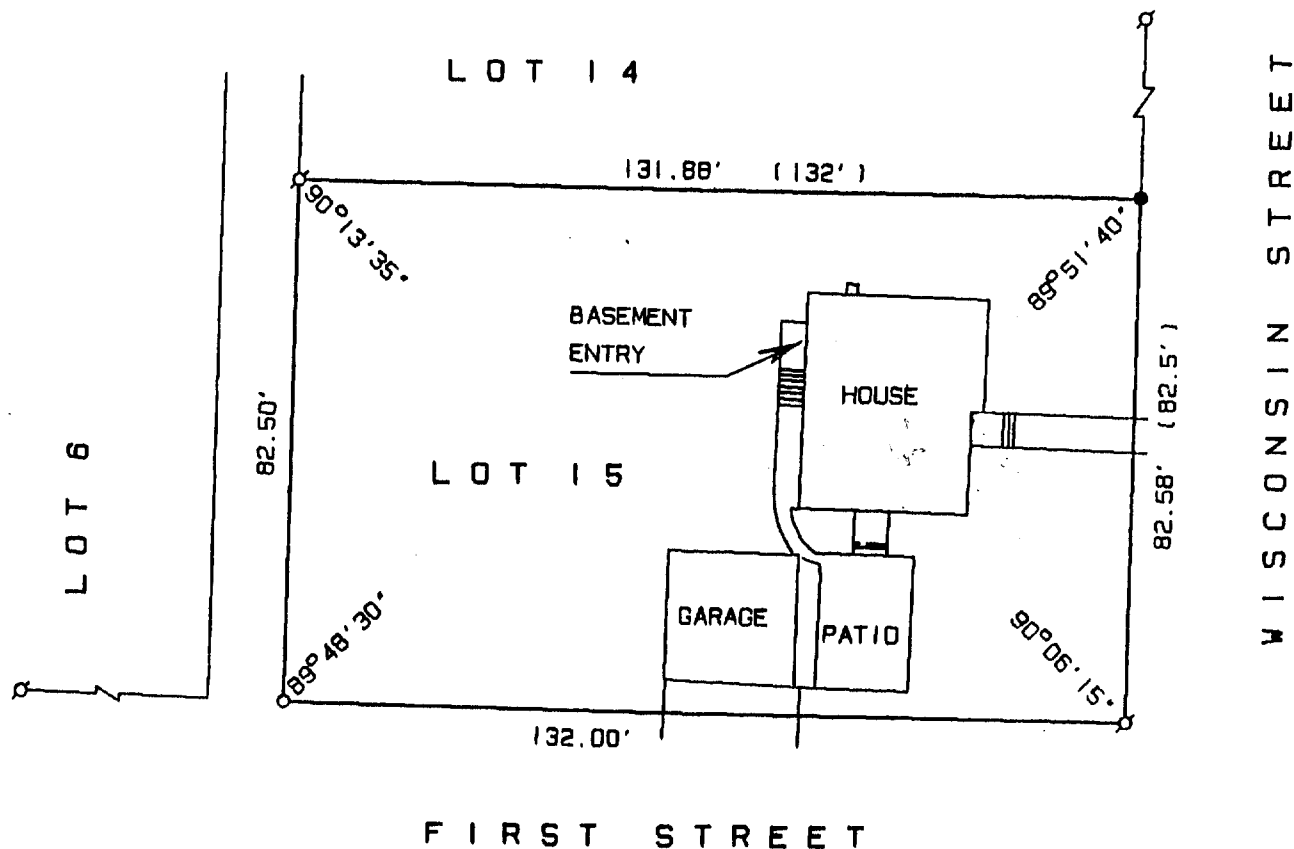 LOT 14
131.88' (132')
90°13'35"
89°51'40"
BASEMENT
ENTRY
HOUSE
WISCONSIN STREET
(82.5')
82.58'
82.50'
LOT 6
LOT 15
GARAGE
PATIO
89°48'30"
90°06'15"
132.00'
FIRST STREET